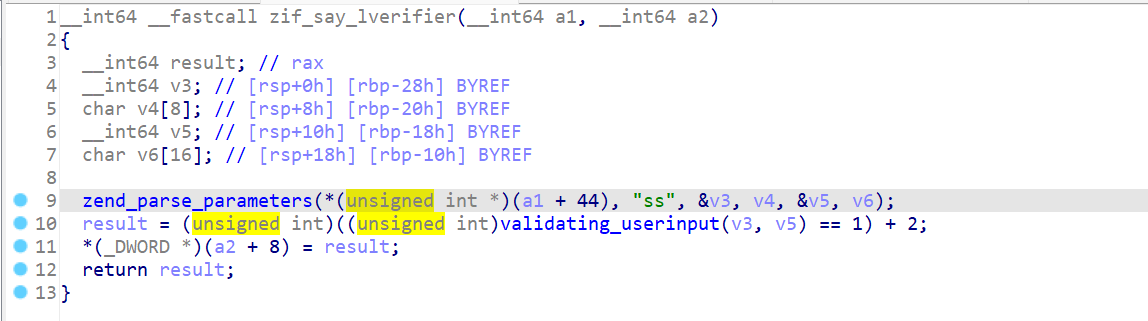 1 __int64 __fastcall zif_say_lverifier(__int64 a1, __int64 a2)
2 {
3   __int64 result; // rax
4   __int64 v3; // [rsp+0h] [rbp-28h] BYREF
5   char v4[8]; // [rsp+8h] [rbp-20h] BYREF
6   __int64 v5; // [rsp+10h] [rbp-18h] BYREF
7   char v6[16]; // [rsp+18h] [rbp-10h] BYREF
8
9   zend_parse_parameters(*(unsigned int *)(a1 + 44), "ss", &v3, v4, &v5, v6);
10   result = (unsigned int)((unsigned int)validating_userinput(v3, v5) == 1) + 2;
11   *(_DWORD *)(a2 + 8) = result;
12   return result;
13 }